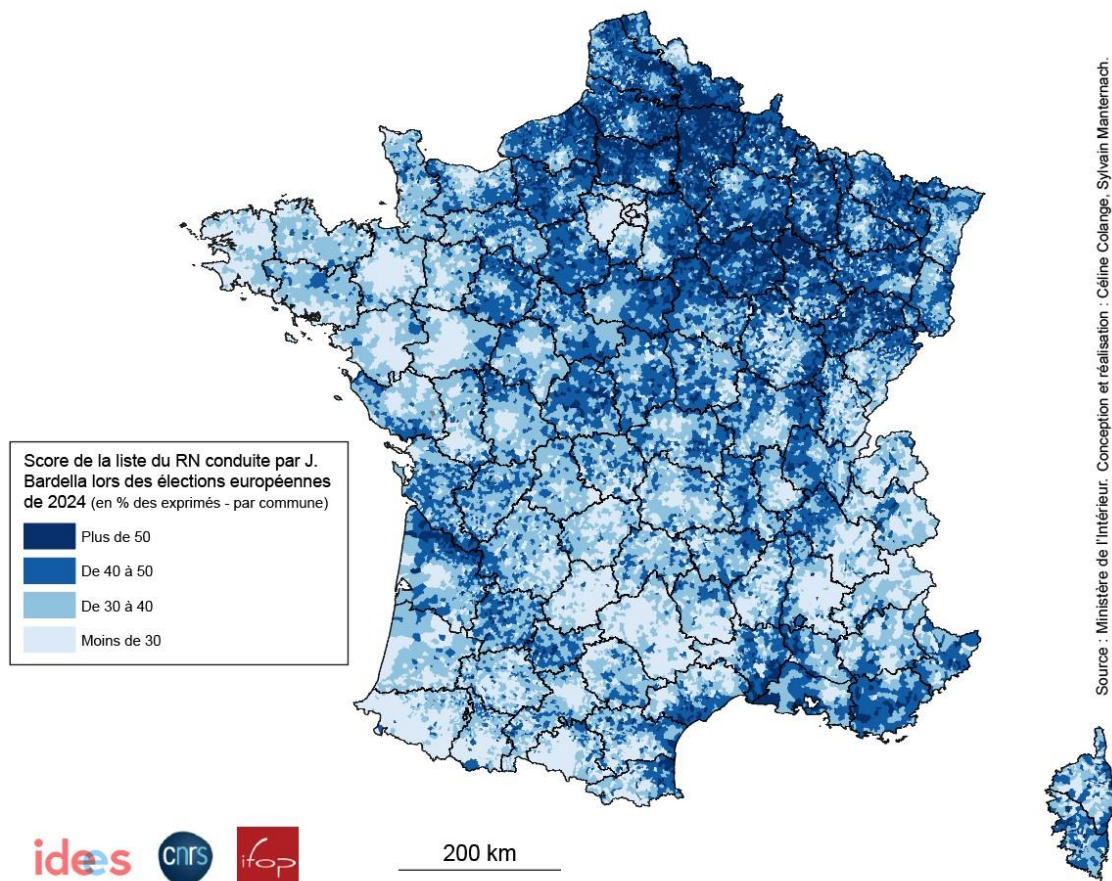 Score de la liste du RN conduite par J.
Bardella lors des élections européennes
de 2024 (en % des exprimés - par commune)
Plus de 50
De 40 à 50
De 30 à 40
Moins de 30
Source : Ministère de l'Intérieur. Conception et réalisation : Céline Colange, Sylvain Manternach.
idees
cnrs
ifop
200 km